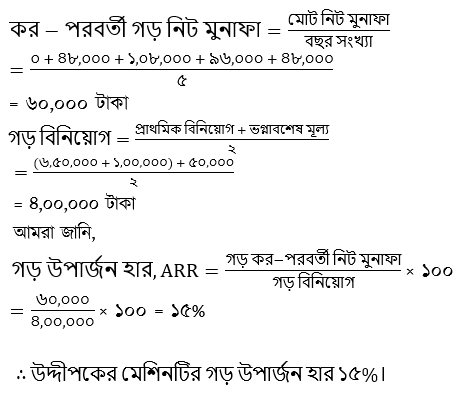 কর – পরবর্তী গড় নিট মুনাফা = মোট নিট মুনাফা / বছর সংখ্যা
= ০ + ৪৮,০০০ + ১,০৮,০০০ + ৯৬,০০০ + ৪৮,০০০ / ৫
= ৬০,০০০ টাকা
গড় বিনিয়োগ = প্রাথমিক বিনিয়োগ + ভগ্নাবশেষ মূল্য / ২
= (৬,৫০,০০০ + ১,০০,০০০) + ৫০,০০০ / ২
= ৪,০০,০০০ টাকা
আমরা জানি,
গড় উপার্জন হার, ARR = গড় কর–পরবর্তী নিট মুনাফা / গড় বিনিয়োগ × ১০০
= ৬০,০০০ / ৪,০০,০০০ × ১০০ = ১৫%
∴ উদ্দীপকের মেশিনটির গড় উপার্জন হার ১৫%।